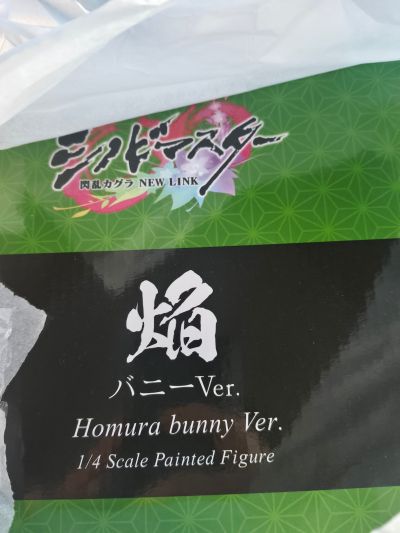 シノビマスター
閃乱カグラ NEW LINK
焔
バニーVer.
Homura bunny Ver.
1/4 Scale Painted Figure